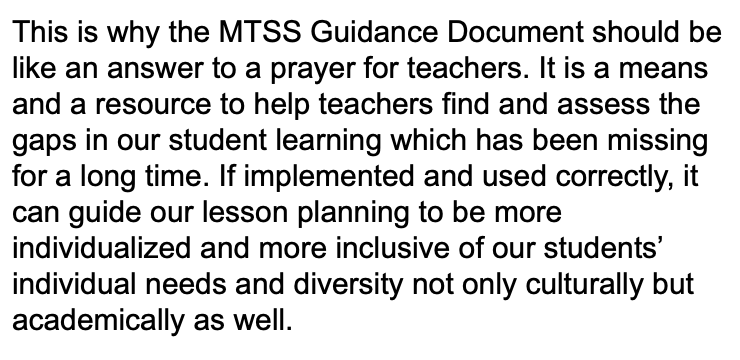 This is why the MTSS Guidance Document should be
like an answer to a prayer for teachers. It is a means
and a resource to help teachers find and assess the
gaps in our student learning which has been missing
for a long time. If implemented and used correctly, it
can guide our lesson planning to be more
individualized and more inclusive of our students’
individual needs and diversity not only culturally but
academically as well.